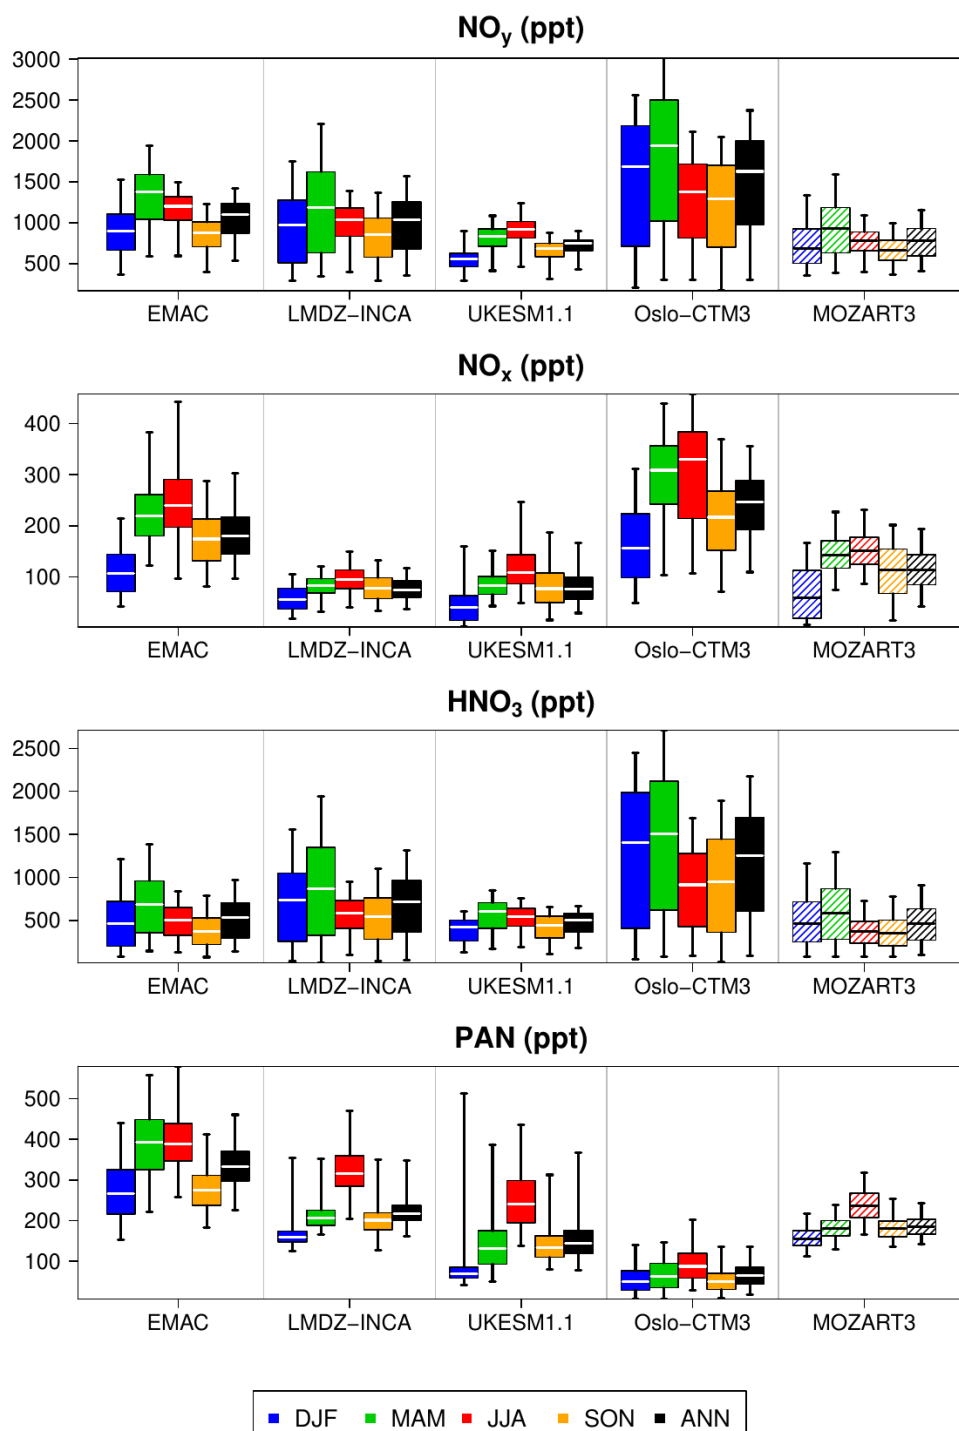 NOy (ppt)
3000
2500
2000
1500
1000
500
EMAC LMDZ−INCA UKESM1.1 Oslo−CTM3 MOZART3
NOx (ppt)
400
300
200
100
EMAC LMDZ−INCA UKESM1.1 Oslo−CTM3 MOZART3
HNO3 (ppt)
2500
2000
1500
1000
500
EMAC LMDZ−INCA UKESM1.1 Oslo−CTM3 MOZART3
PAN (ppt)
500
400
300
200
100
EMAC LMDZ−INCA UKESM1.1 Oslo−CTM3 MOZART3
DJF MAM JJA SON ANN